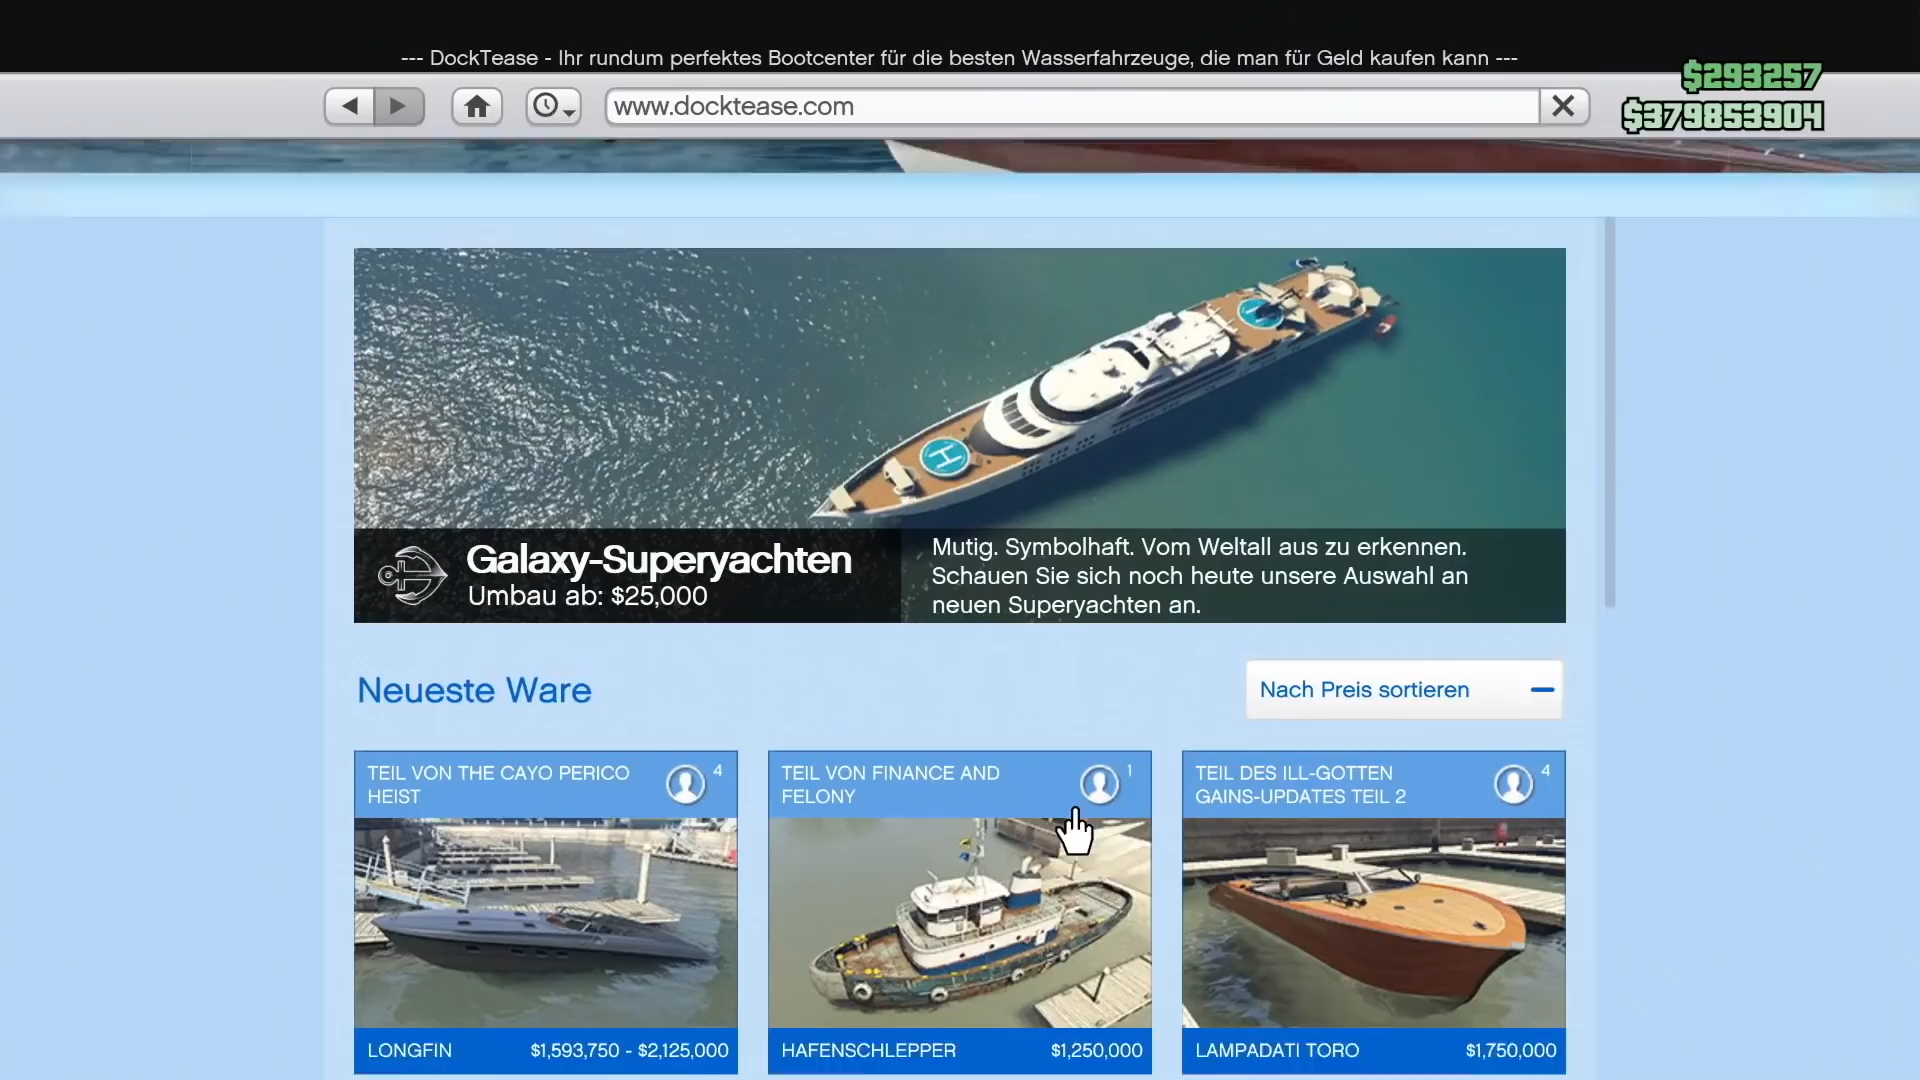 --- DockTease - Ihr rundum perfektes Bootcenter für die besten Wasserfahrzeuge, die man für Geld kaufen kann ---
$293257
$379853904
www.docktease.com
H
Galaxy-Superyachten
Umbau ab: $25,000
Mutig. Symbolhaft. Vom Weltall aus zu erkennen.
Schauen Sie sich noch heute unsere Auswahl an
neuen Superyachten an.
Neueste Ware
Nach Preis sortieren
TEIL VON THE CAYO PERICO
HEIST
4
TEIL VON FINANCE AND
FELONY
1
TEIL DES ILL-GOTTEN
GAINS-UPDATES TEIL 2
4
LONGFIN $1,593,750 - $2,125,000
HAFENSCHLEPPER $1,250,000
LAMPADATI TORO $1,750,000